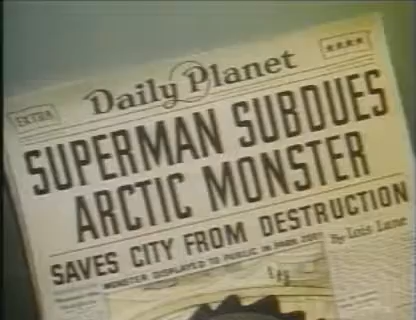 Daily Planet
EXTRA
SUPERMAN SUBDUES
ARCTIC MONSTER
SAVES CITY FROM DESTRUCTION
MONSTER DISPLAYED TO PUBLIC IN PARK ZOO!
By Lois Lane